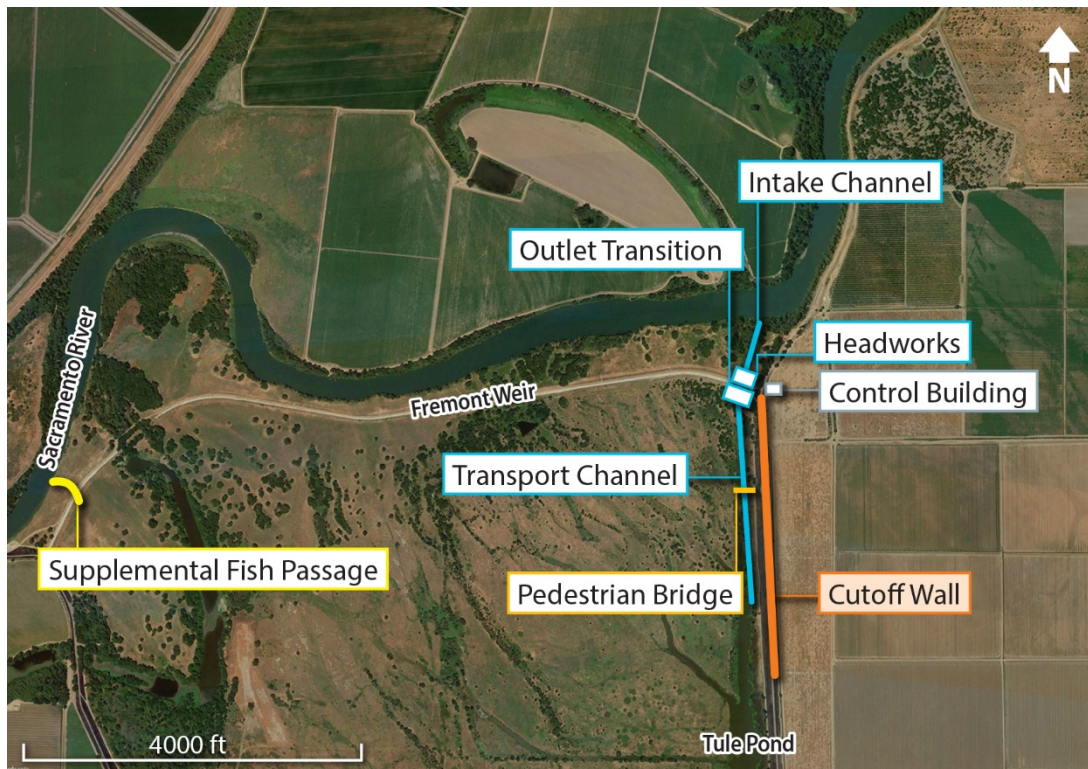 N
Intake Channel
Outlet Transition
Headworks
Control Building
Sacramento River
Fremont Weir
Transport Channel
Supplemental Fish Passage
Pedestrian Bridge
Cutoff Wall
4000 ft
Tule Pond